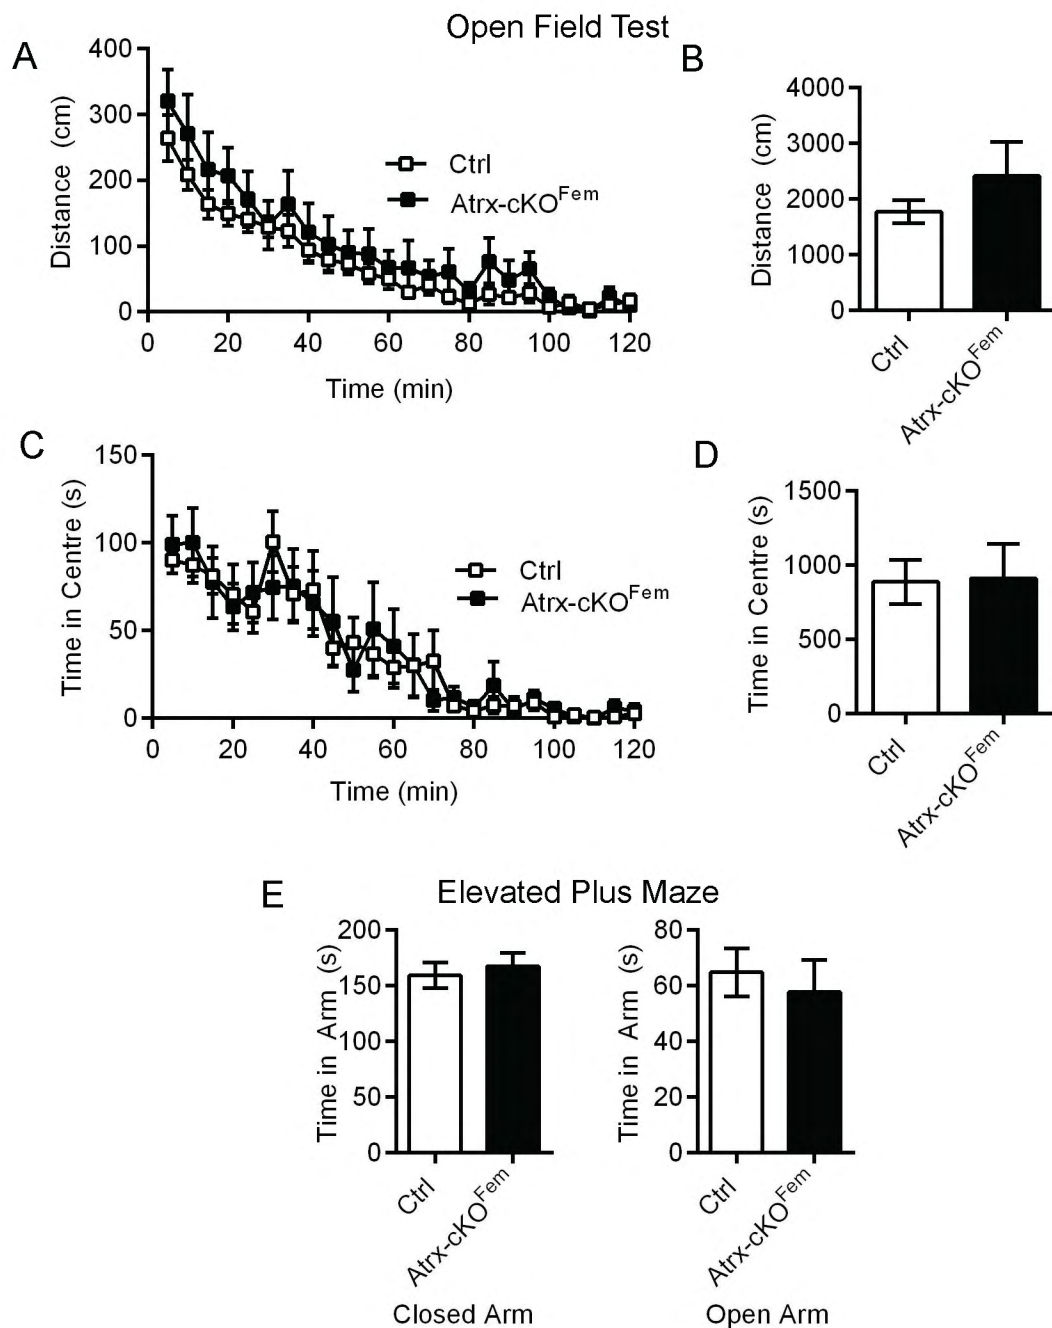 Open Field Test
A
400
300
200
100
0
Distance (cm)
Ctrl
Atrx-cKO^Fem
0 20 40 60 80 100 120
Time (min)
B
4000
3000
2000
1000
0
Distance (cm)
Ctrl
Atrx-cKO^Fem
C
150
100
50
0
Time in Centre (s)
Ctrl
Atrx-cKO^Fem
0 20 40 60 80 100 120
Time (min)
D
1500
1000
500
0
Time in Centre (s)
Ctrl
Atrx-cKO^Fem
E
Elevated Plus Maze
200
150
100
50
0
Time in Arm (s)
Ctrl
Atrx-cKO^Fem
Closed Arm
80
60
40
20
0
Time in Arm (s)
Ctrl
Atrx-cKO^Fem
Open Arm